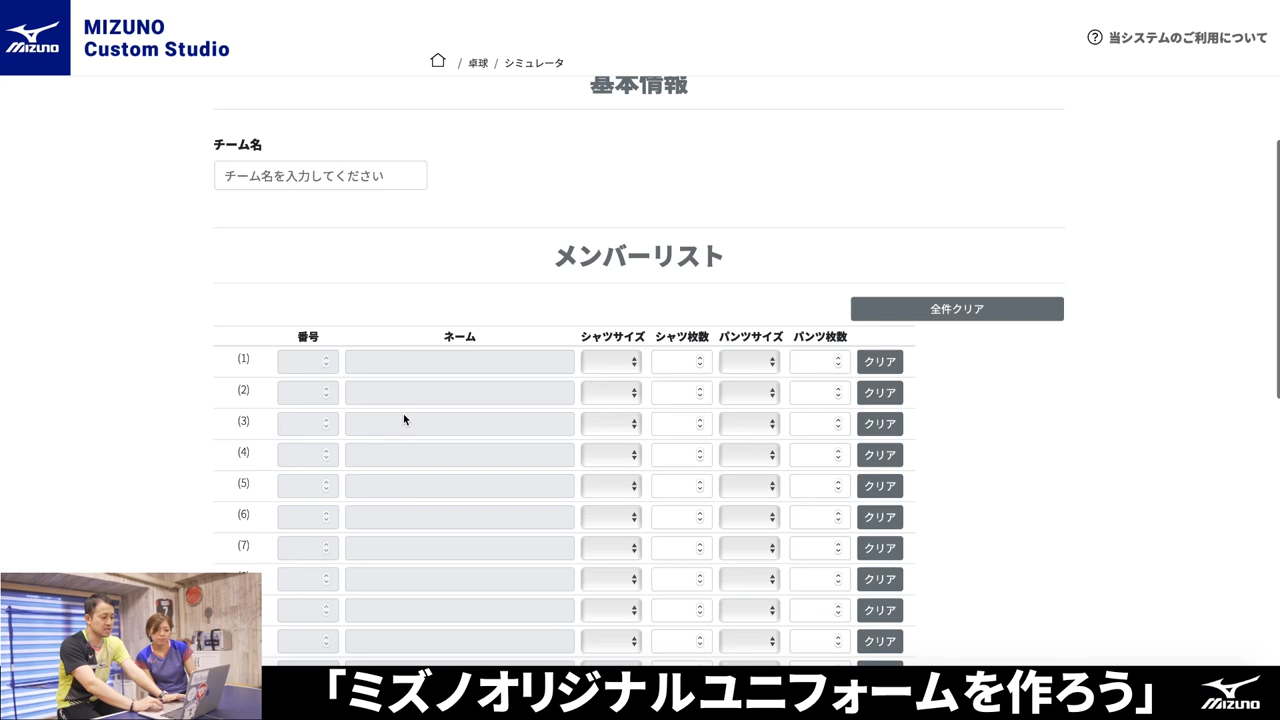 MIZUNO
MIZUNO
Custom Studio
/ 卓球 / シミュレータ
当システムのご利用について
基本情報
チーム名
チーム名を入力してください
メンバーリスト
全件クリア
番号 ネーム シャツサイズ シャツ枚数 パンツサイズ パンツ枚数
(1) クリア
(2) クリア
(3) クリア
(4) クリア
(5) クリア
(6) クリア
(7) クリア
クリア
クリア
クリア
「ミズノオリジナルユニフォームを作ろう」
MIZUNO